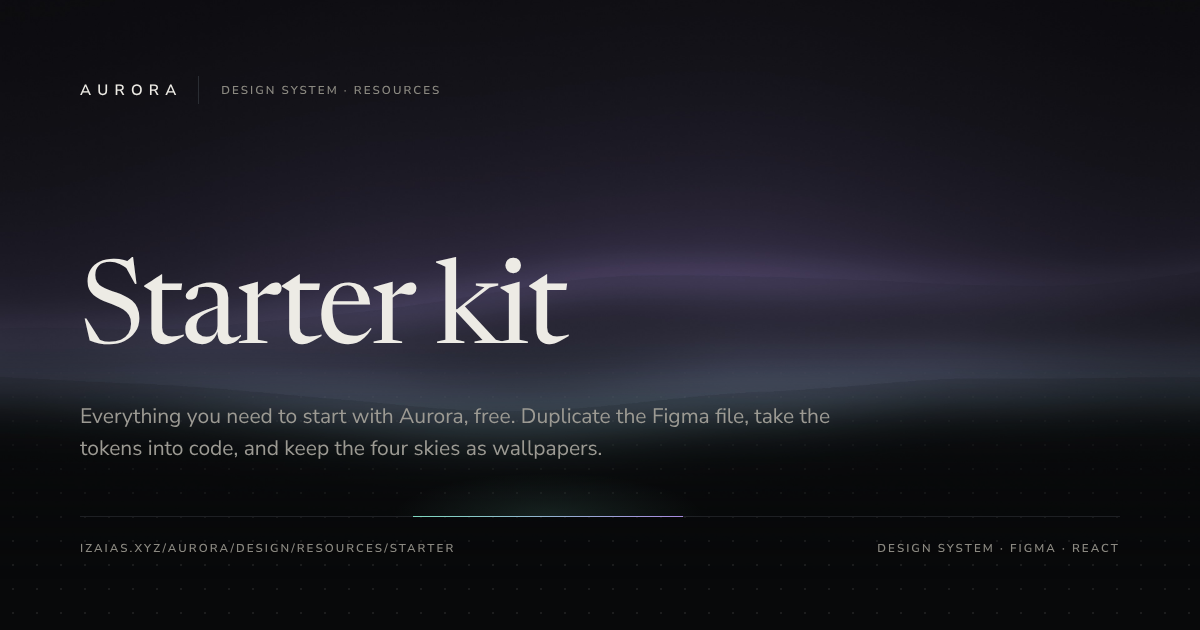 AURORA
DESIGN SYSTEM · RESOURCES
Starter kit
Everything you need to start with Aurora, free. Duplicate the Figma file, take the
tokens into code, and keep the four skies as wallpapers.
IZAIAS.XYZ/AURORA/DESIGN/RESOURCES/STARTER
DESIGN SYSTEM · FIGMA · REACT